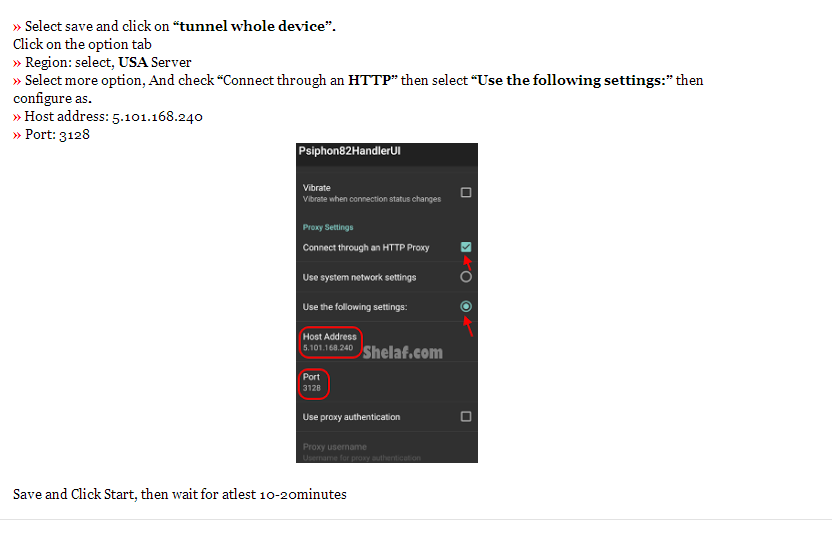 » Select save and click on “tunnel whole device”.
Click on the option tab
» Region: select, USA Server
» Select more option, And check “Connect through an HTTP” then select “Use the following settings:” then
configure as.
» Host address: 5.101.168.240
» Port: 3128
Psiphon82HandlerUI
Vibrate
Vibrate when connection status changes
Proxy Settings
Connect through an HTTP Proxy
Use system network settings
Use the following settings:
Host Address
5.101.168.240
Shelaf.com
Port
3128
Use proxy authentication
Proxy username
Username for proxy authentication
Save and Click Start, then wait for atlest 10-20minutes